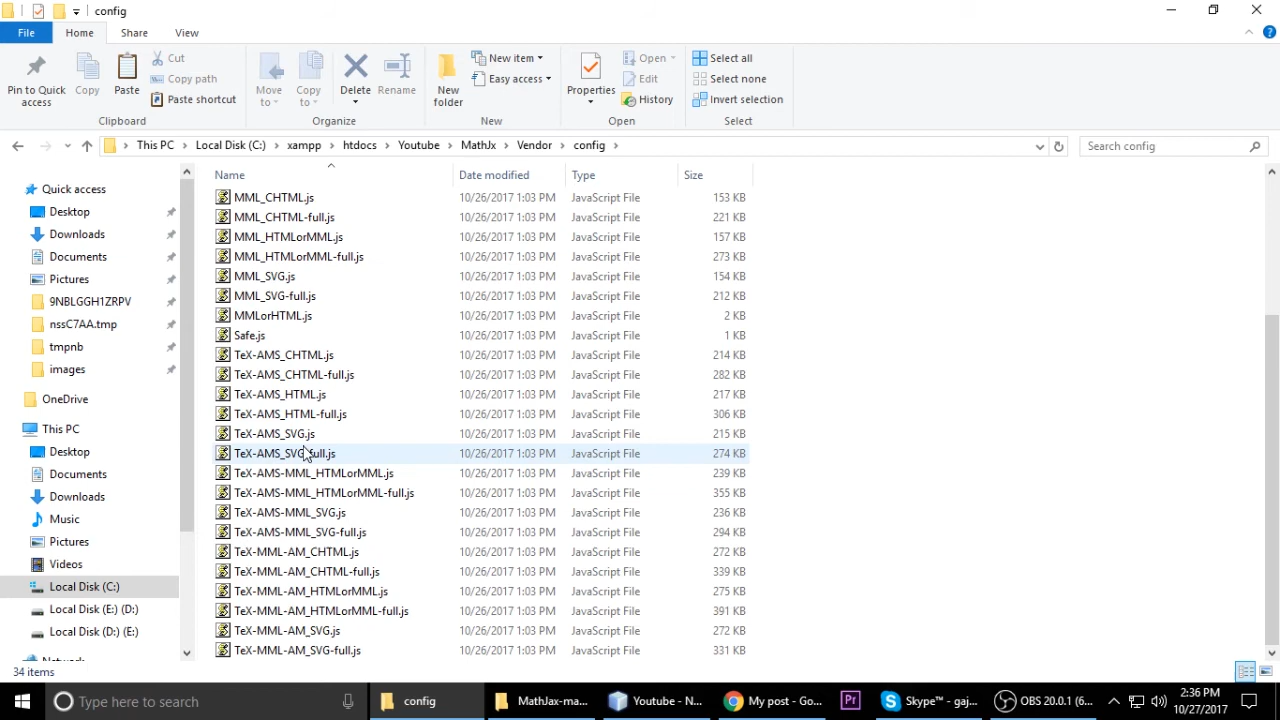 config
File Home Share View
Pin to Quick access
Copy
Paste
Cut
Copy path
Paste shortcut
Clipboard
Move to
Copy to
Delete
Rename
Organize
New folder
New item
Easy access
New
Properties
Open
Edit
History
Open
Select all
Select none
Invert selection
Select
This PC Local Disk (C:) xampp htdocs Youtube MathJx Vendor config
Search config
Quick access
Desktop
Downloads
Documents
Pictures
9NBLGGH1ZRPV
nssC7AA.tmp
tmpnb
images
OneDrive
This PC
Desktop
Documents
Downloads
Music
Pictures
Videos
Local Disk (C:)
Local Disk (E:) (D:)
Local Disk (D:) (E:)
Network
Name Date modified Type Size
MML_CHTML.js 10/26/2017 1:03 PM JavaScript File 153 KB
MML_CHTML-full.js 10/26/2017 1:03 PM JavaScript File 221 KB
MML_HTMLorMML.js 10/26/2017 1:03 PM JavaScript File 157 KB
MML_HTMLorMML-full.js 10/26/2017 1:03 PM JavaScript File 273 KB
MML_SVG.js 10/26/2017 1:03 PM JavaScript File 154 KB
MML_SVG-full.js 10/26/2017 1:03 PM JavaScript File 212 KB
MMLorHTML.js 10/26/2017 1:03 PM JavaScript File 2 KB
Safe.js 10/26/2017 1:03 PM JavaScript File 1 KB
TeX-AMS_CHTML.js 10/26/2017 1:03 PM JavaScript File 214 KB
TeX-AMS_CHTML-full.js 10/26/2017 1:03 PM JavaScript File 282 KB
TeX-AMS_HTML.js 10/26/2017 1:03 PM JavaScript File 217 KB
TeX-AMS_HTML-full.js 10/26/2017 1:03 PM JavaScript File 306 KB
TeX-AMS_SVG.js 10/26/2017 1:03 PM JavaScript File 215 KB
TeX-AMS_SVG-full.js 10/26/2017 1:03 PM JavaScript File 274 KB
TeX-AMS-MML_HTMLorMML.js 10/26/2017 1:03 PM JavaScript File 239 KB
TeX-AMS-MML_HTMLorMML-full.js 10/26/2017 1:03 PM JavaScript File 355 KB
TeX-AMS-MML_SVG.js 10/26/2017 1:03 PM JavaScript File 236 KB
TeX-AMS-MML_SVG-full.js 10/26/2017 1:03 PM JavaScript File 294 KB
TeX-MML-AM_CHTML.js 10/26/2017 1:03 PM JavaScript File 272 KB
TeX-MML-AM_CHTML-full.js 10/26/2017 1:03 PM JavaScript File 339 KB
TeX-MML-AM_HTMLorMML.js 10/26/2017 1:03 PM JavaScript File 275 KB
TeX-MML-AM_HTMLorMML-full.js 10/26/2017 1:03 PM JavaScript File 391 KB
TeX-MML-AM_SVG.js 10/26/2017 1:03 PM JavaScript File 272 KB
TeX-MML-AM_SVG-full.js 10/26/2017 1:03 PM JavaScript File 331 KB
34 items
Type here to search
config
MathJax-ma...
Youtube - N...
My post - Go...
Pr
Skype™ - gaj...
OBS 20.0.1 (6...
2:36 PM
10/27/2017